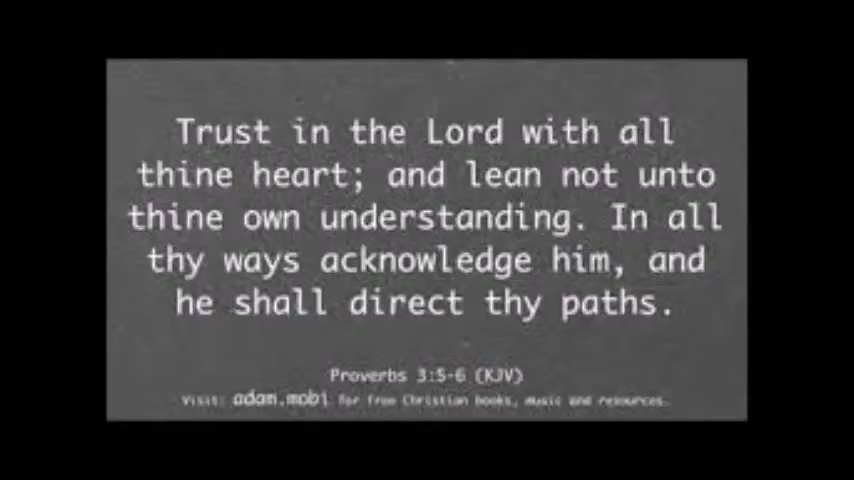 Trust in the Lord with all
thine heart; and lean not unto
thine own understanding. In all
thy ways acknowledge him, and
he shall direct thy paths.
Proverbs 3:5-6 (KJV)
Visit: adam.mobi for free Christian books, music and resources.